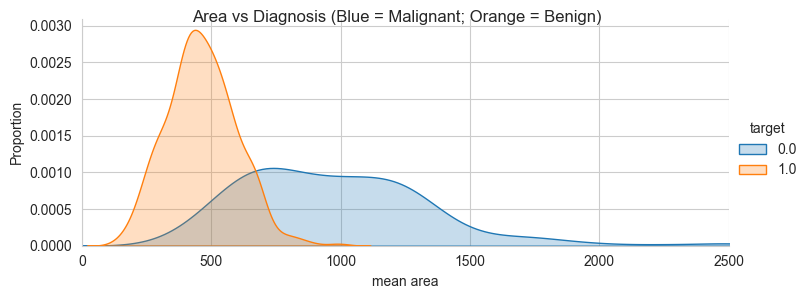 Area vs Diagnosis (Blue = Malignant; Orange = Benign)
0.0030
0.0025
0.0020
0.0015
0.0010
0.0005
0.0000
Proportion
0 500 1000 1500 2000 2500
mean area
target
0.0
1.0